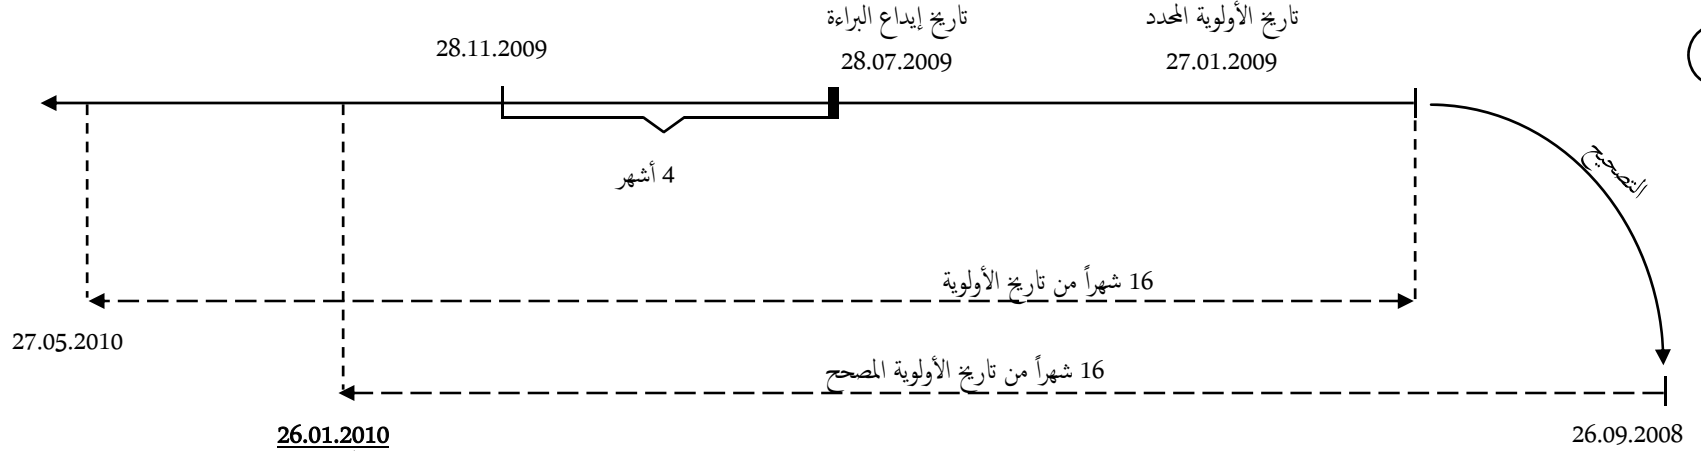 تاريخ الأولوية المحدد
27.01.2009
تاريخ إيداع البراءة
28.07.2009
28.11.2009
4 أشهر
التصحيح
16 شهراً من تاريخ الأولوية
27.05.2010
16 شهراً من تاريخ الأولوية المصحح
26.09.2008
26.01.2010